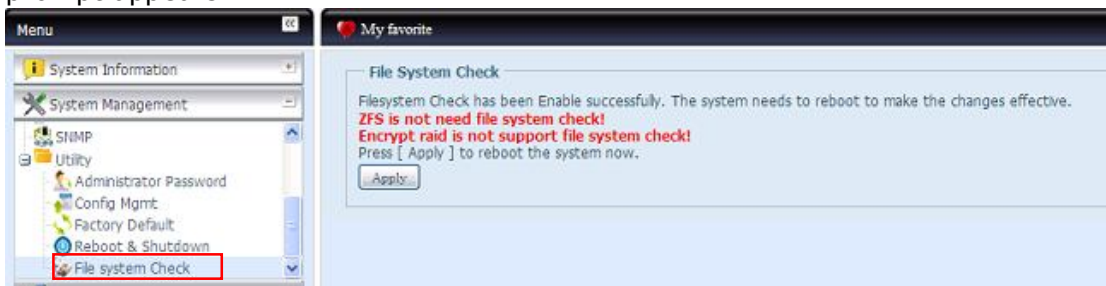 Menu
My favorite
System Information
System Management
SNMP
Utility
Administrator Password
Config Mgmt
Factory Default
Reboot & Shutdown
File system Check
File System Check
Filesystem Check has been Enable successfully. The system needs to reboot to make the changes effective.
ZFS is not need file system check!
Encrypt raid is not support file system check!
Press [ Apply ] to reboot the system now.
Apply